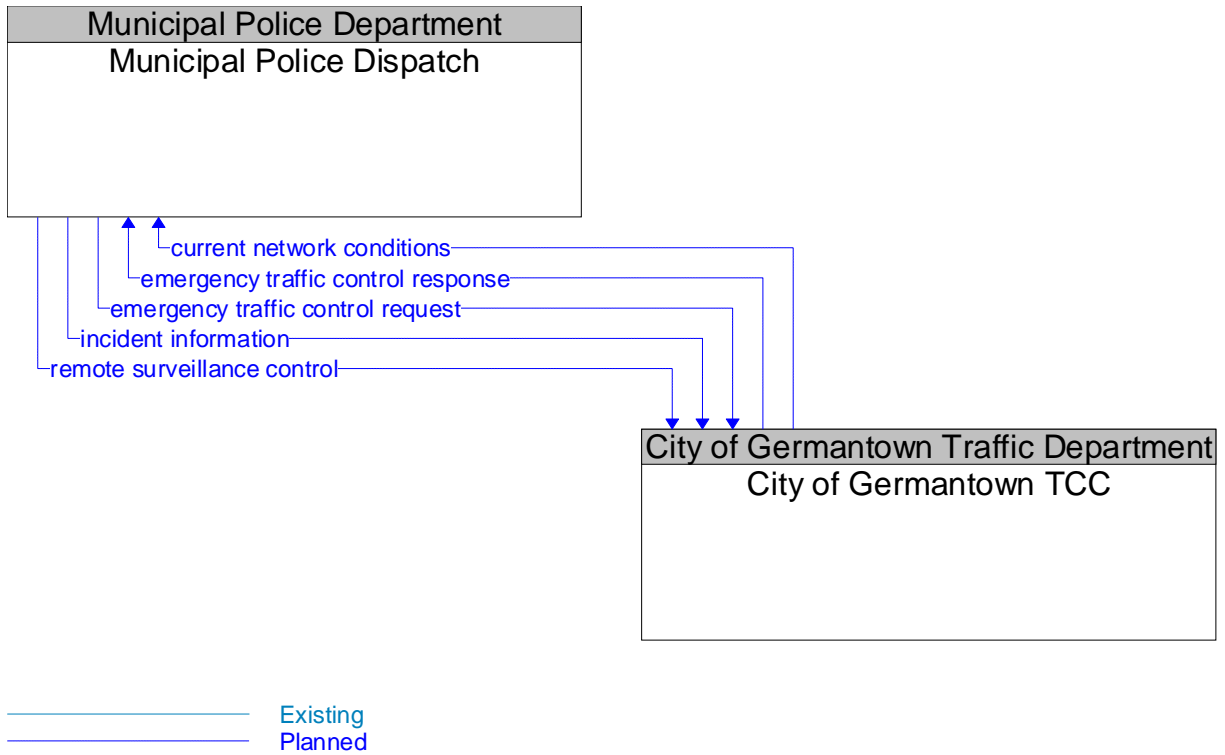 Municipal Police Department
Municipal Police Dispatch
current network conditions
emergency traffic control response
emergency traffic control request
incident information
remote surveillance control
City of Germantown Traffic Department
City of Germantown TCC
Existing
Planned